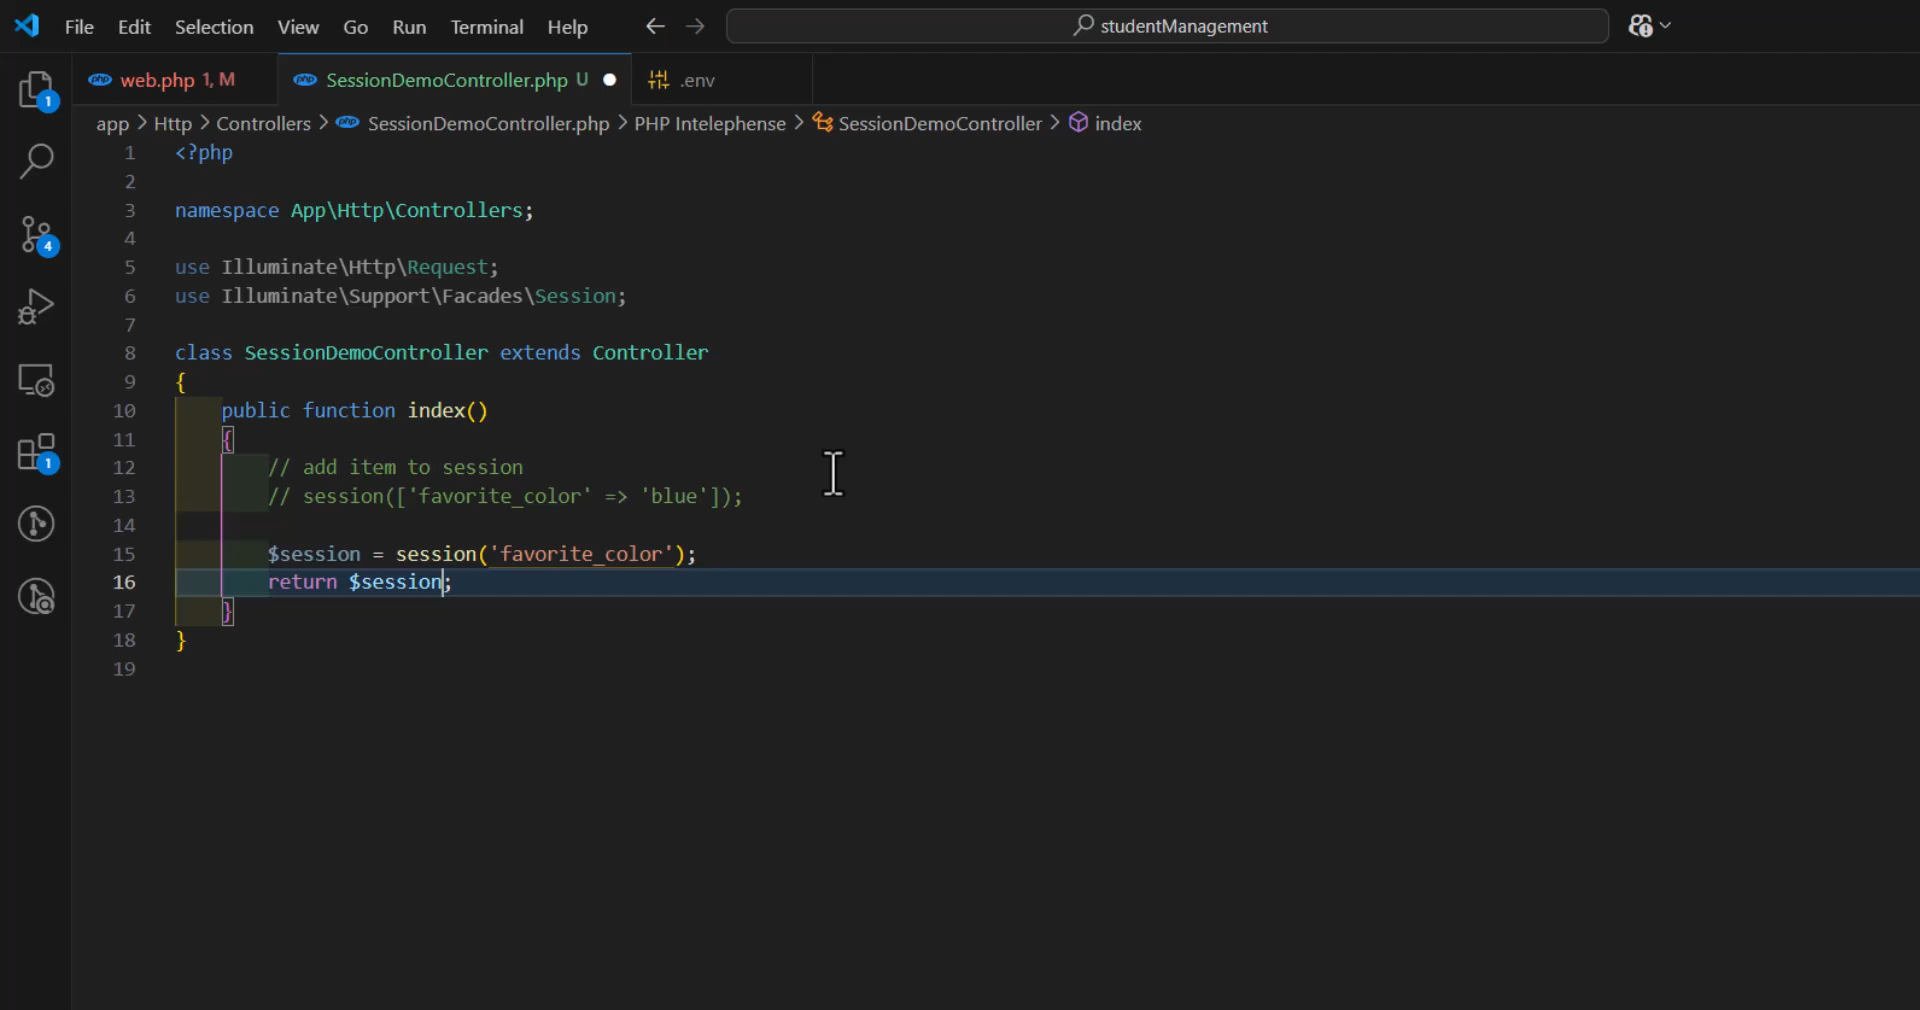 File Edit Selection View Go Run Terminal Help studentManagement
web.php 1, M SessionDemoController.php U .env
app > Http > Controllers > SessionDemoController.php > PHP Intelephense > SessionDemoController > index
1 <?php
2
3 namespace App\Http\Controllers;
4
5 use Illuminate\Http\Request;
6 use Illuminate\Support\Facades\Session;
7
8 class SessionDemoController extends Controller
9 {
10 public function index()
11 {
12 // add item to session
13 // session(['favorite_color' => 'blue']);
14
15 $session = session('favorite_color');
16 return $session;
17 }
18 }
19
1
4
1